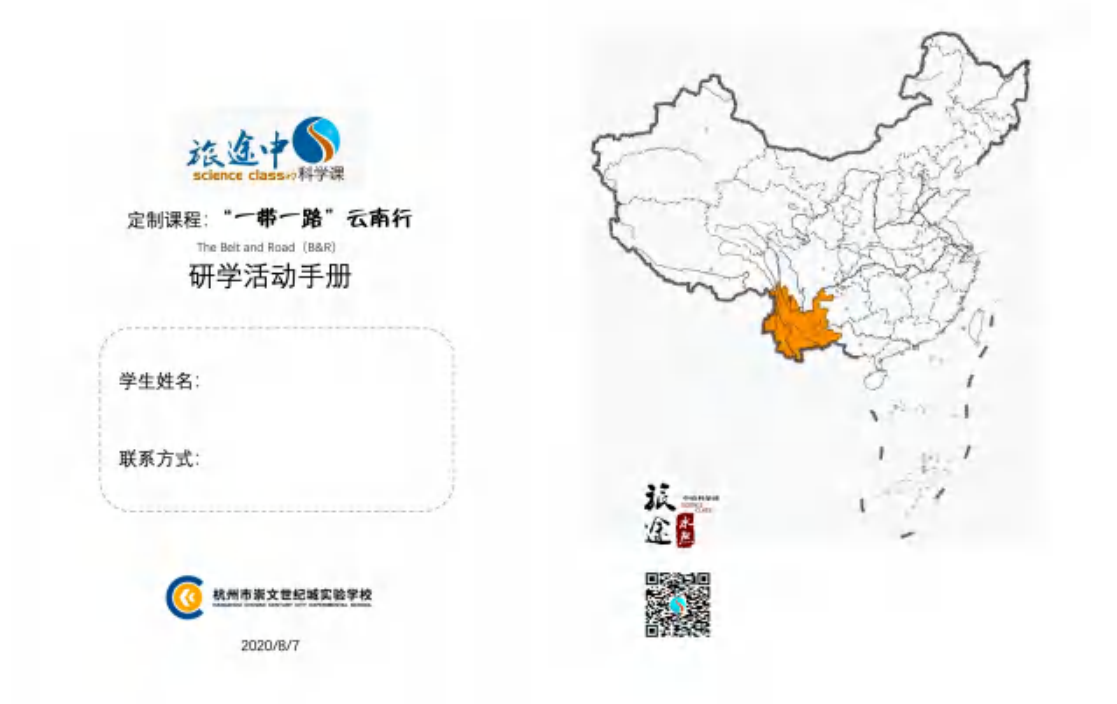 旅途中
science class 科学课
定制课程：“一带一路”云南行
The Belt and Road（B&R）
研学活动手册
学生姓名：
联系方式：
杭州市崇文世纪城实验学校
2020/8/7
旅途